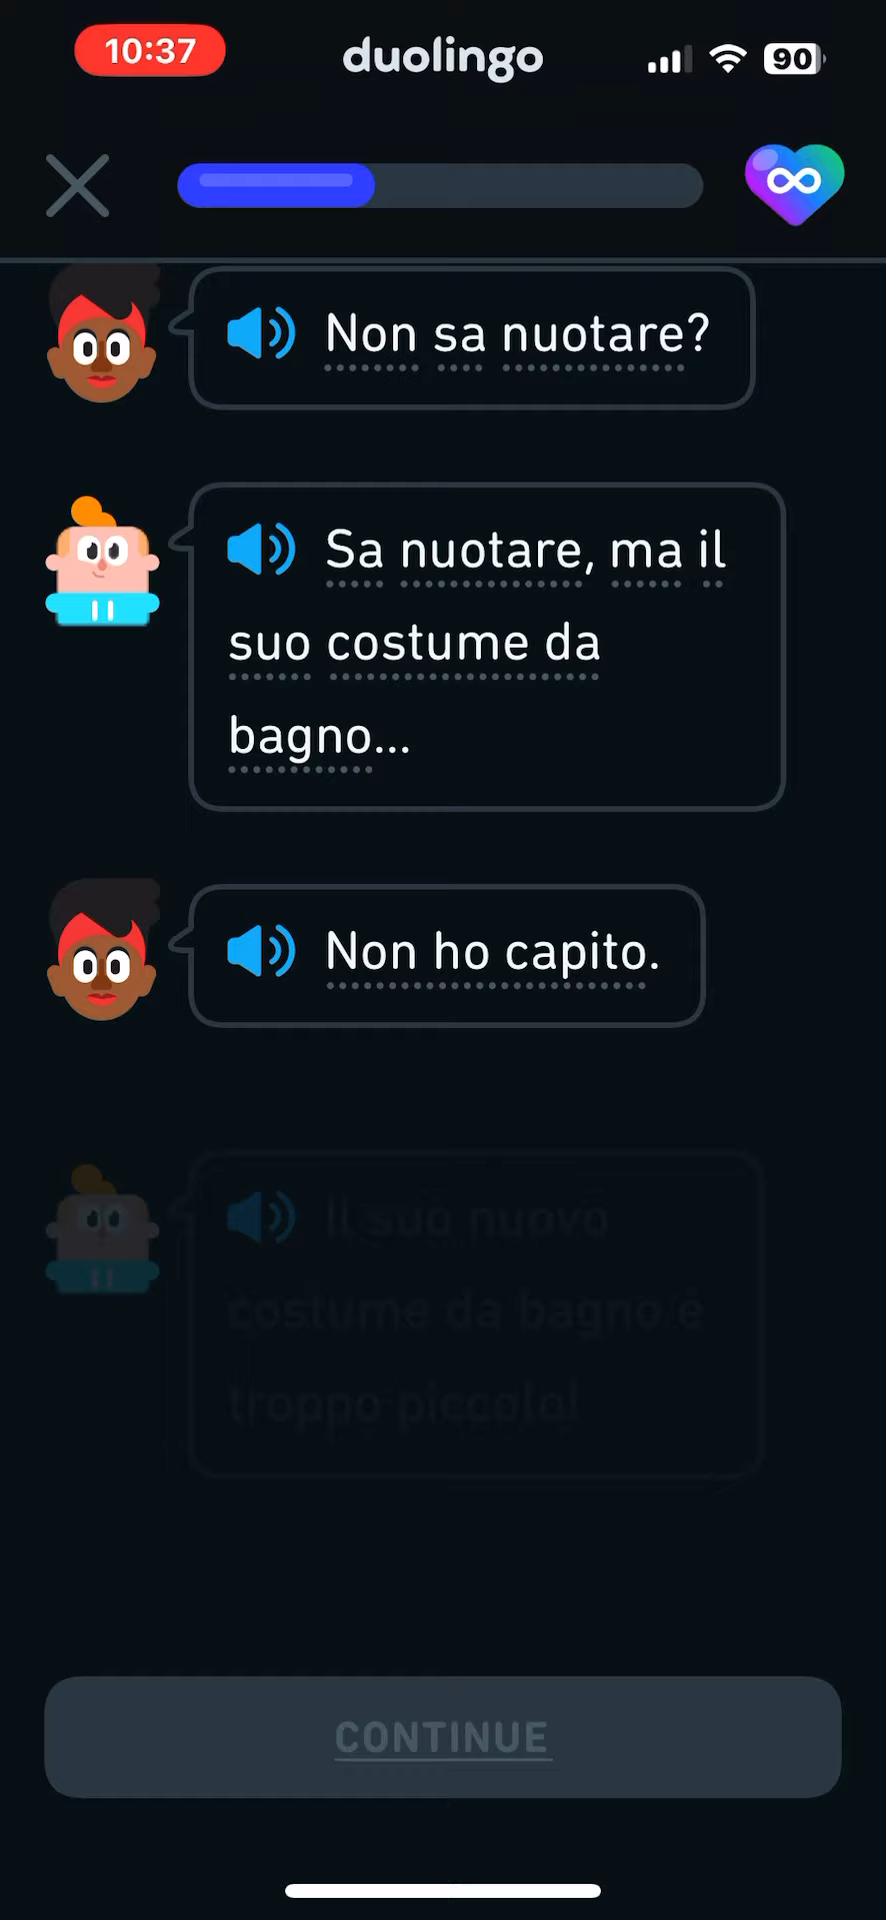 10:37
duolingo
90
Non sa nuotare?
Sa nuotare, ma il
suo costume da
bagno...
Non ho capito.
Il suo nuovo
costume da bagno è
troppo piccolo!
CONTINUE